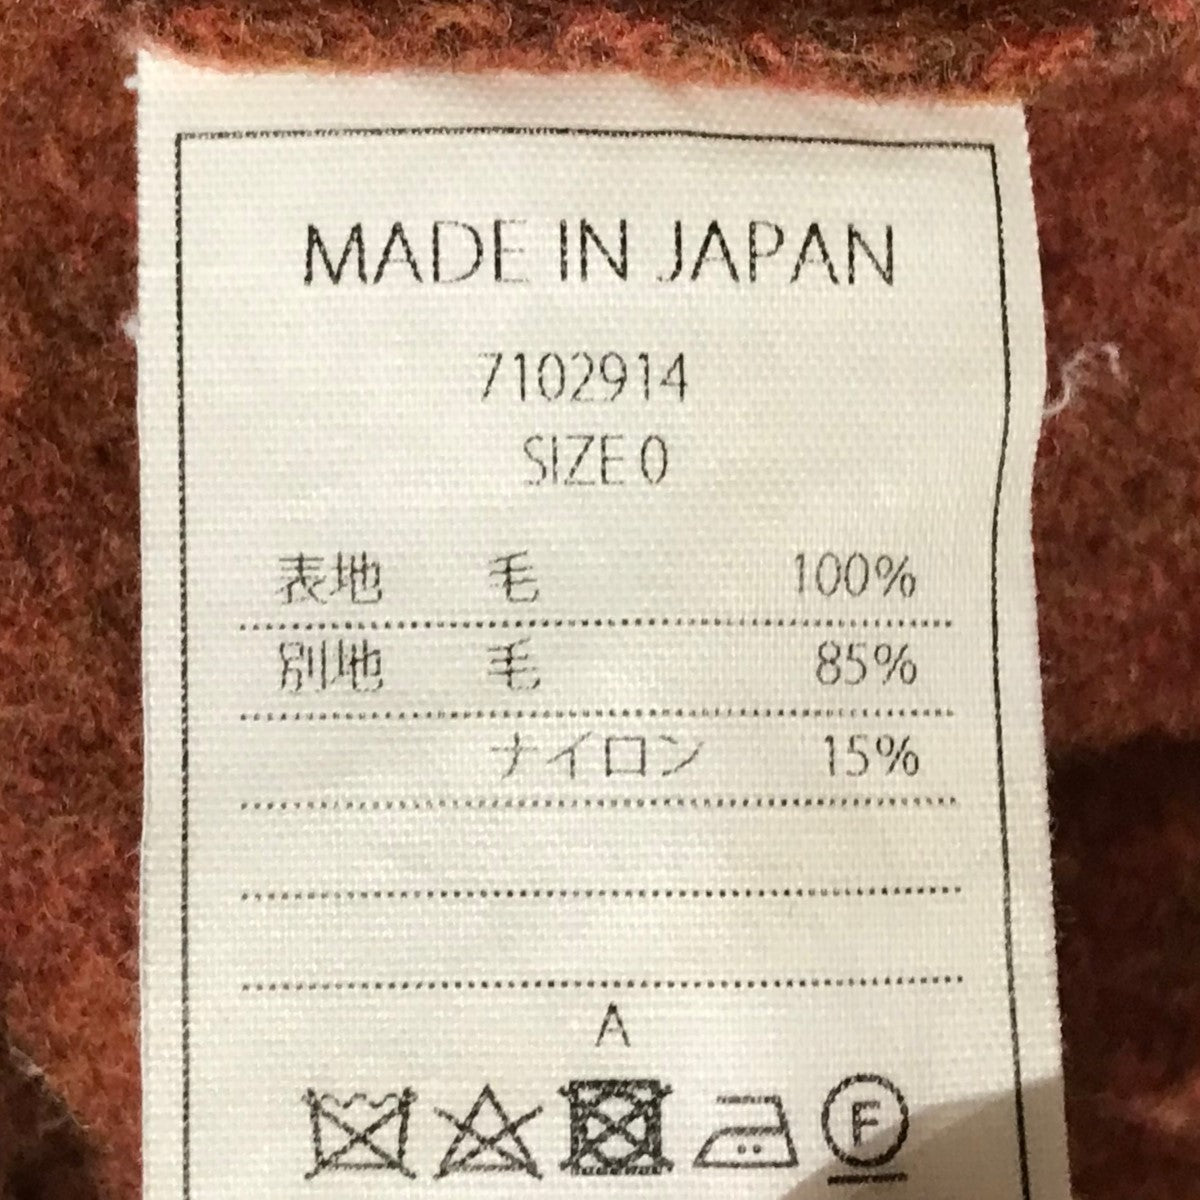 MADE IN JAPAN
7102914
SIZE 0
表地 毛 100%
別地 毛 85%
ナイロン 15%
A
F